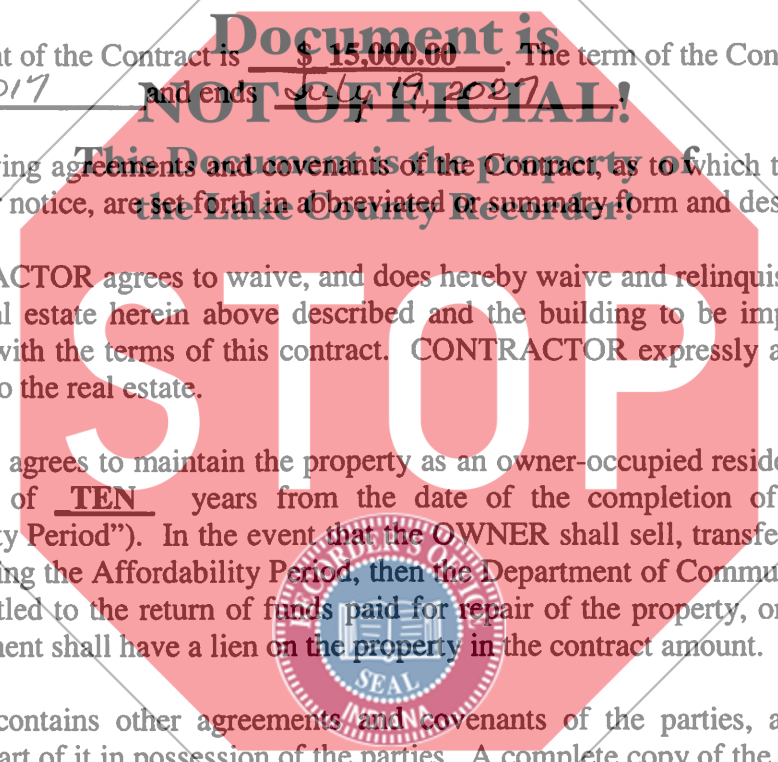 Document is
nt of the Contract is $ 15,000.00 . The term of the Con
2017 and ends July 19, 2027,
NOT OFFICIAL!
This Document is the property of
ving agreements and covenants of the Contract, as to which t
the Lake County Recorder!
r notice, are set forth in abbreviated or summary form and des
ACTOR agrees to waive, and does hereby waive and relinquis
al estate herein above described and the building to be imp
with the terms of this contract. CONTRACTOR expressly a
o the real estate.
STOP
agrees to maintain the property as an owner-occupied reside
of TEN years from the date of the completion of
ty Period"). In the event that the OWNER shall sell, transfe
ing the Affordability Period, then the Department of Commu
tled to the return of funds paid for repair of the property, or
ment shall have a lien on the property in the contract amount.
RECORDER'S OFFICE
SEAL
INDIANA
contains other agreements and covenants of the parties, a
art of it in possession of the parties. A complete copy of the